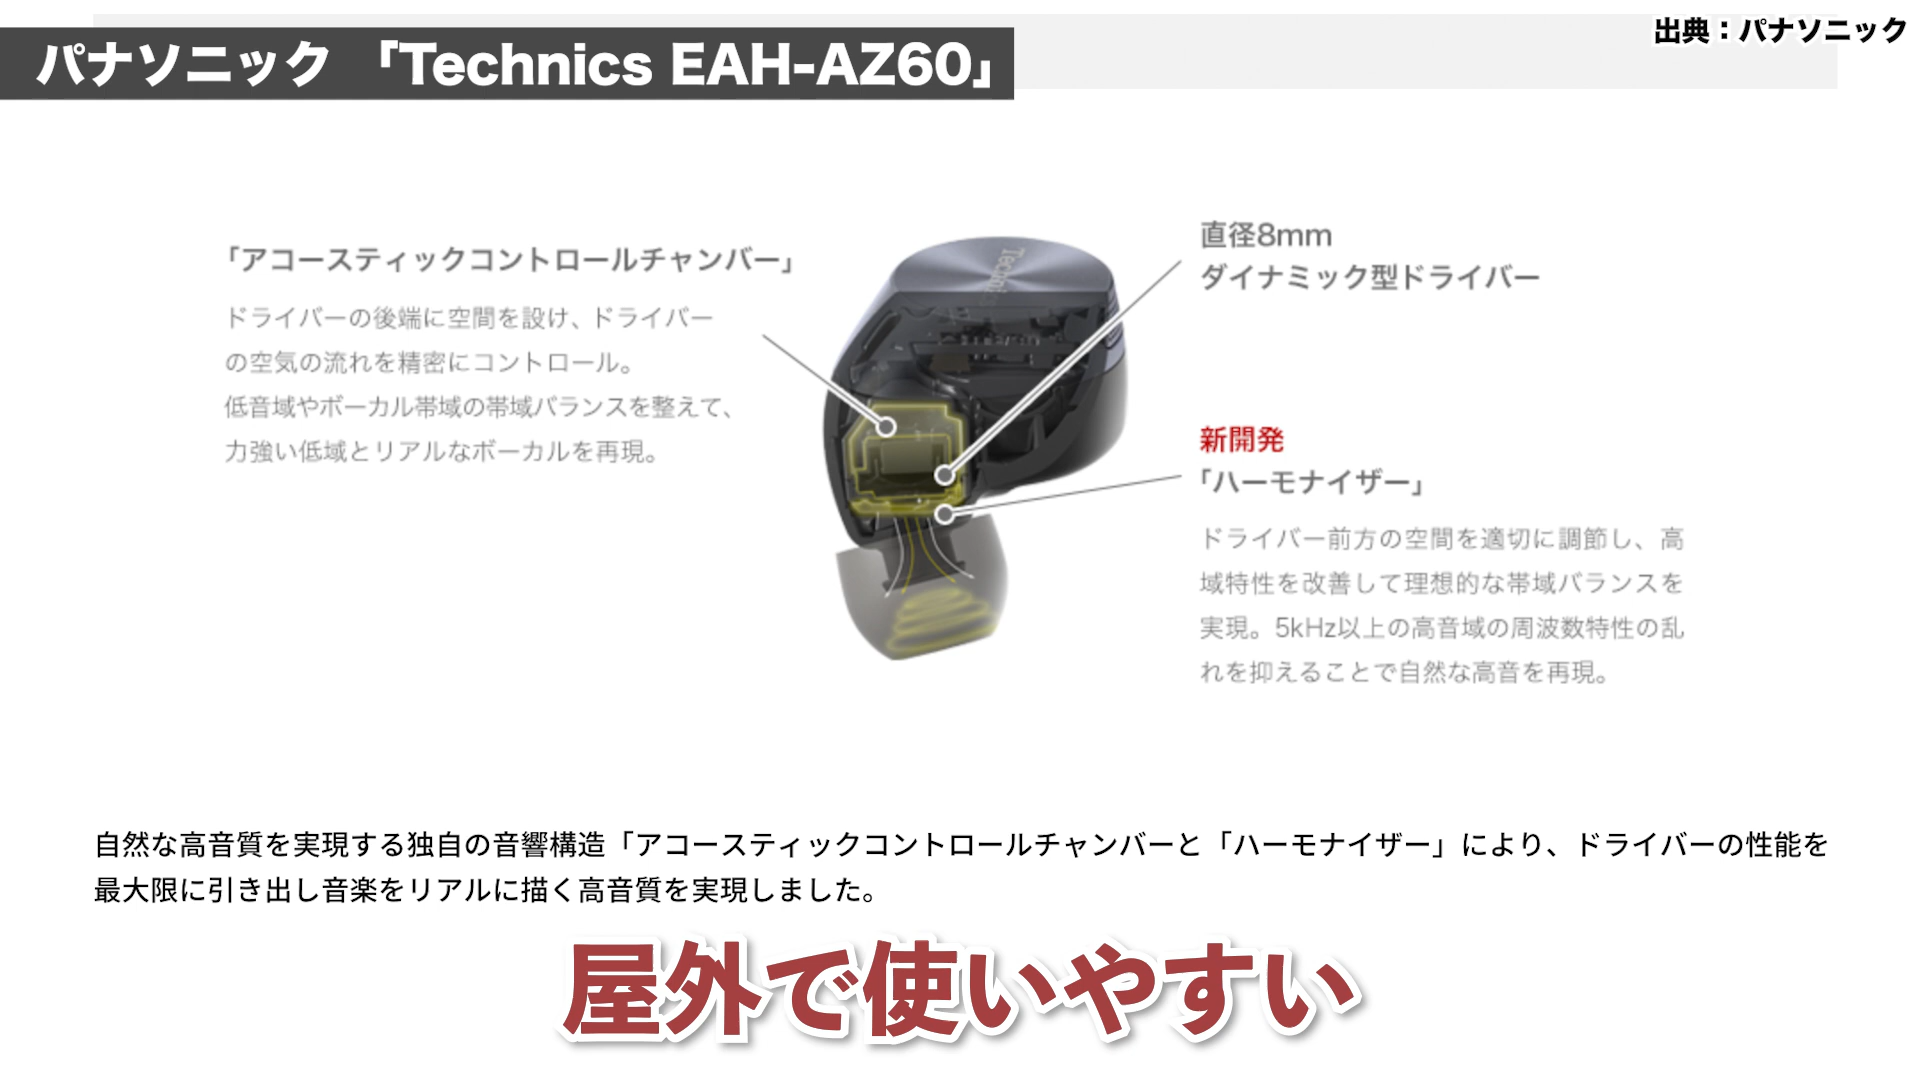 出典：パナソニック
パナソニック 「Technics EAH-AZ60」
「アコースティックコントロールチャンバー」
ドライバーの後端に空間を設け、ドライバー
の空気の流れを精密にコントロール。
低音域やボーカル帯域の帯域バランスを整えて、
力強い低域とリアルなボーカルを再現。
Technics
直径8mm
ダイナミック型ドライバー
新開発
「ハーモナイザー」
ドライバー前方の空間を適切に調節し、高
域特性を改善して理想的な帯域バランスを
実現。5kHz以上の高音域の周波数特性の乱
れを抑えることで自然な高音を再現。
自然な高音質を実現する独自の音響構造「アコースティックコントロールチャンバーと「ハーモナイザー」により、ドライバーの性能を
最大限に引き出し音楽をリアルに描く高音質を実現しました。
屋外で使いやすい